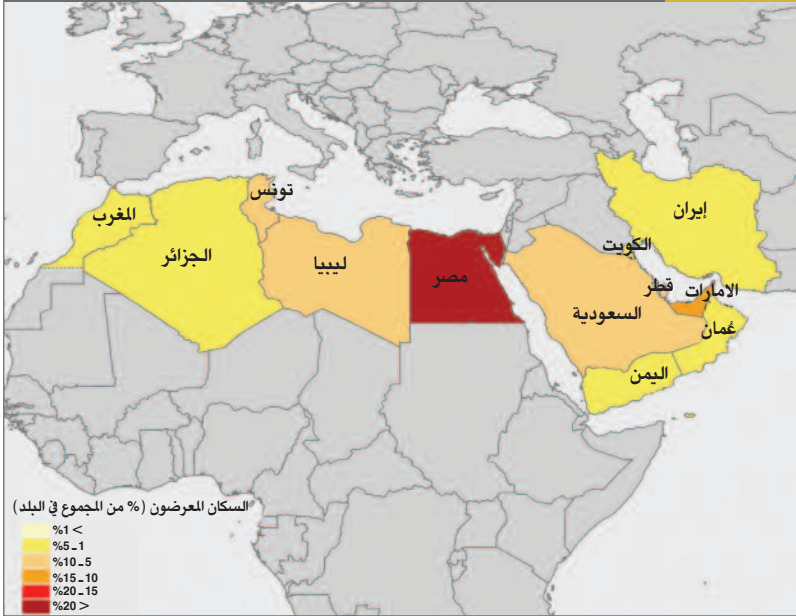 تونس
المغرب
الجزائر
ليبيا
مصر
إيران
الكويت
قطر
الامارات
السعودية
عُمان
اليمن
السكان المعرضون (% من المجموع في البلد)
%1 >
%5 ـ 1
%10 ـ 5
%15 ـ 10
%20 ـ 15
%20 <